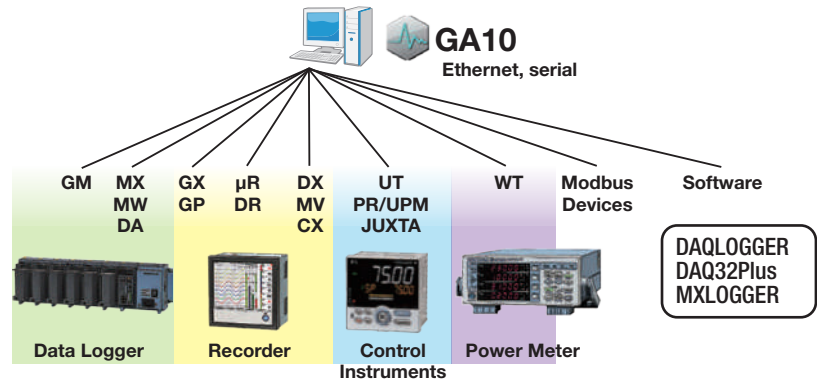 GA10
Ethernet, serial
GM
MX
MW
DA
GX
GP
µR
DR
DX
MV
CX
UT
PR/UPM
JUXTA
WT
Modbus
Devices
Software
7500
DAQLOGGER
DAQ32Plus
MXLOGGER
Data Logger
Recorder
Control
Instruments
Power Meter